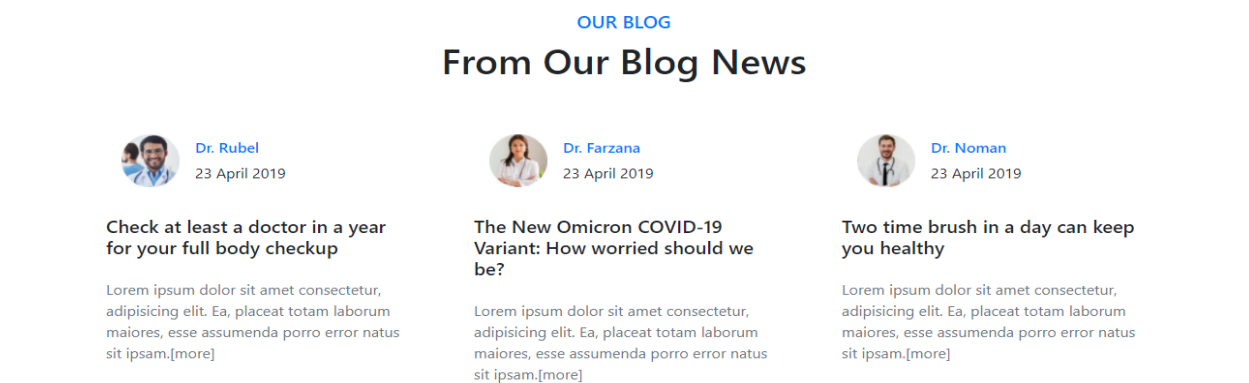 OUR BLOG
From Our Blog News
Dr. Rubel
23 April 2019
Check at least a doctor in a year
for your full body checkup
Lorem ipsum dolor sit amet consectetur,
adipisicing elit. Ea, placeat totam laborum
maiores, esse assumenda porro error natus
sit ipsam.[more]
Dr. Farzana
23 April 2019
The New Omicron COVID-19
Variant: How worried should we
be?
Lorem ipsum dolor sit amet consectetur,
adipisicing elit. Ea, placeat totam laborum
maiores, esse assumenda porro error natus
sit ipsam.[more]
Dr. Noman
23 April 2019
Two time brush in a day can keep
you healthy
Lorem ipsum dolor sit amet consectetur,
adipisicing elit. Ea, placeat totam laborum
maiores, esse assumenda porro error natus
sit ipsam.[more]